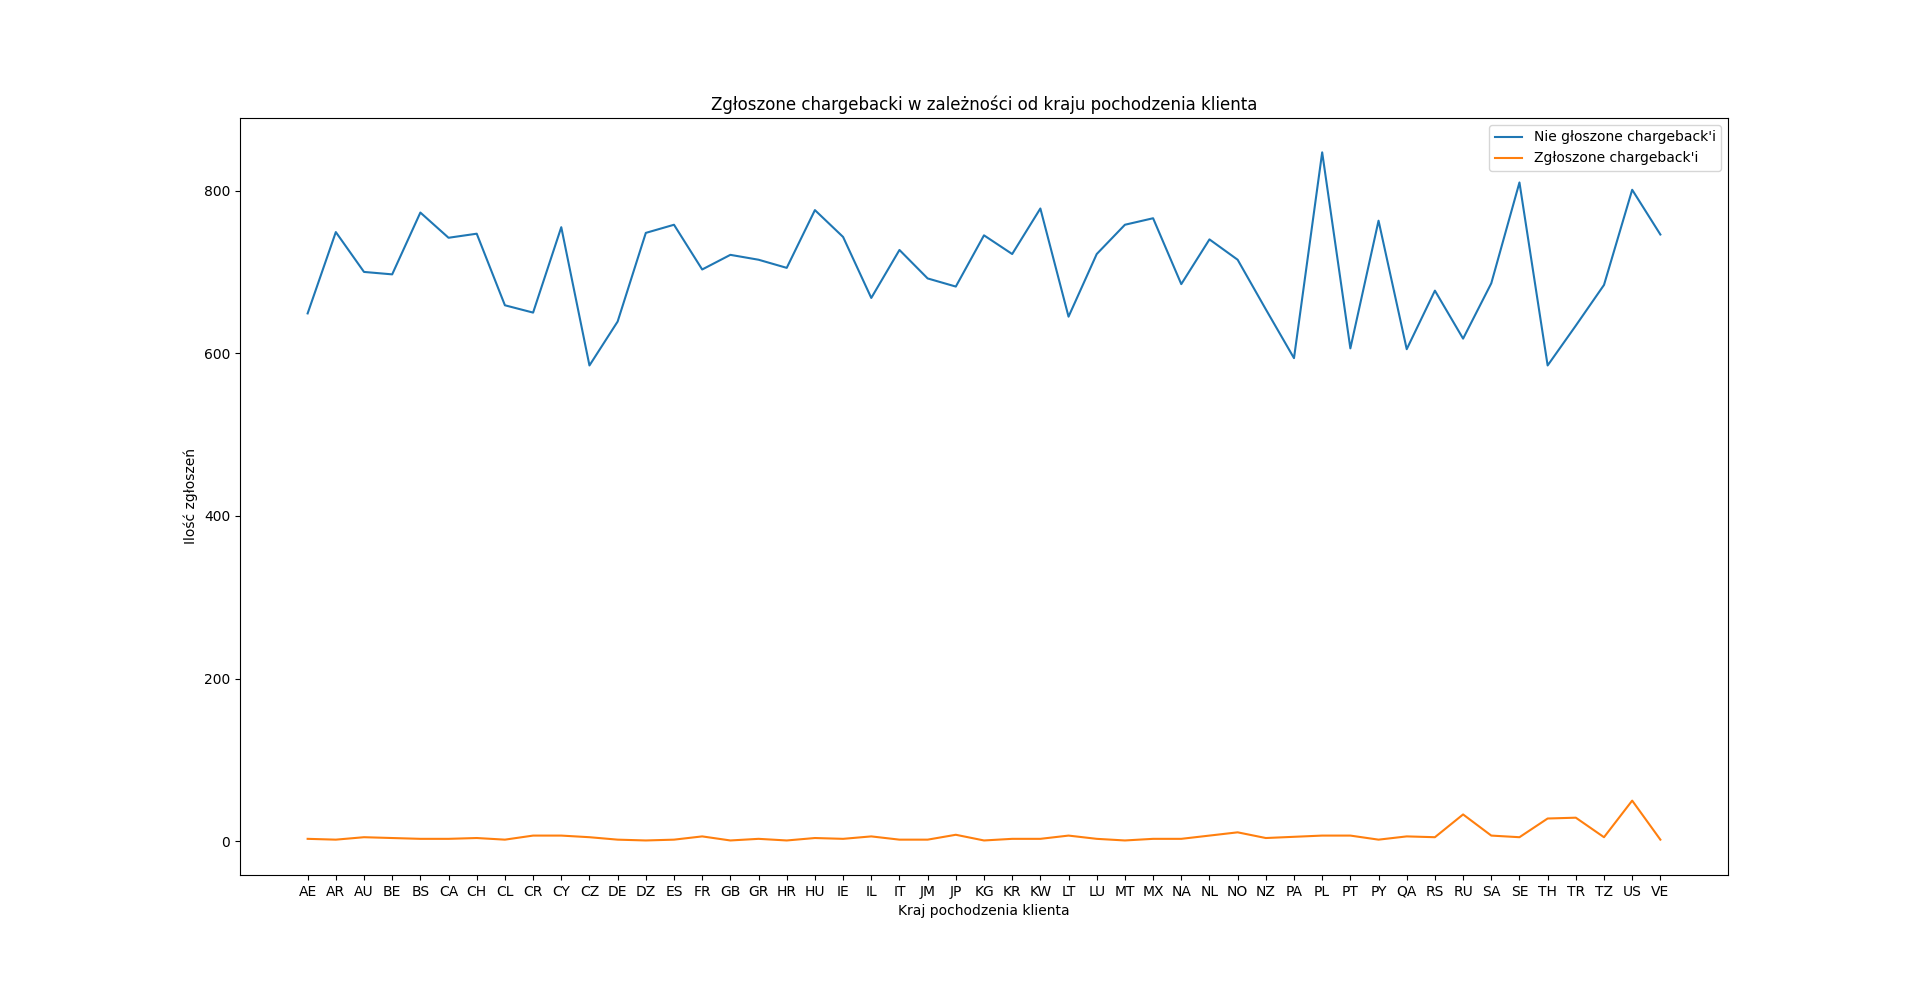 Zgłoszone chargebacki w zależności od kraju pochodzenia klienta
Nie głoszone chargeback'i
Zgłoszone chargeback'i
800
600
400
200
0
Ilość zgłoszeń
AE AR AU BE BS CA CH CL CR CY CZ DE DZ ES FR GB GR HR HU IE IL IT JM JP KG KR KW LT LU MT MX NA NL NO NZ PA PL PT PY QA RS RU SA SE TH TR TZ US VE
Kraj pochodzenia klienta